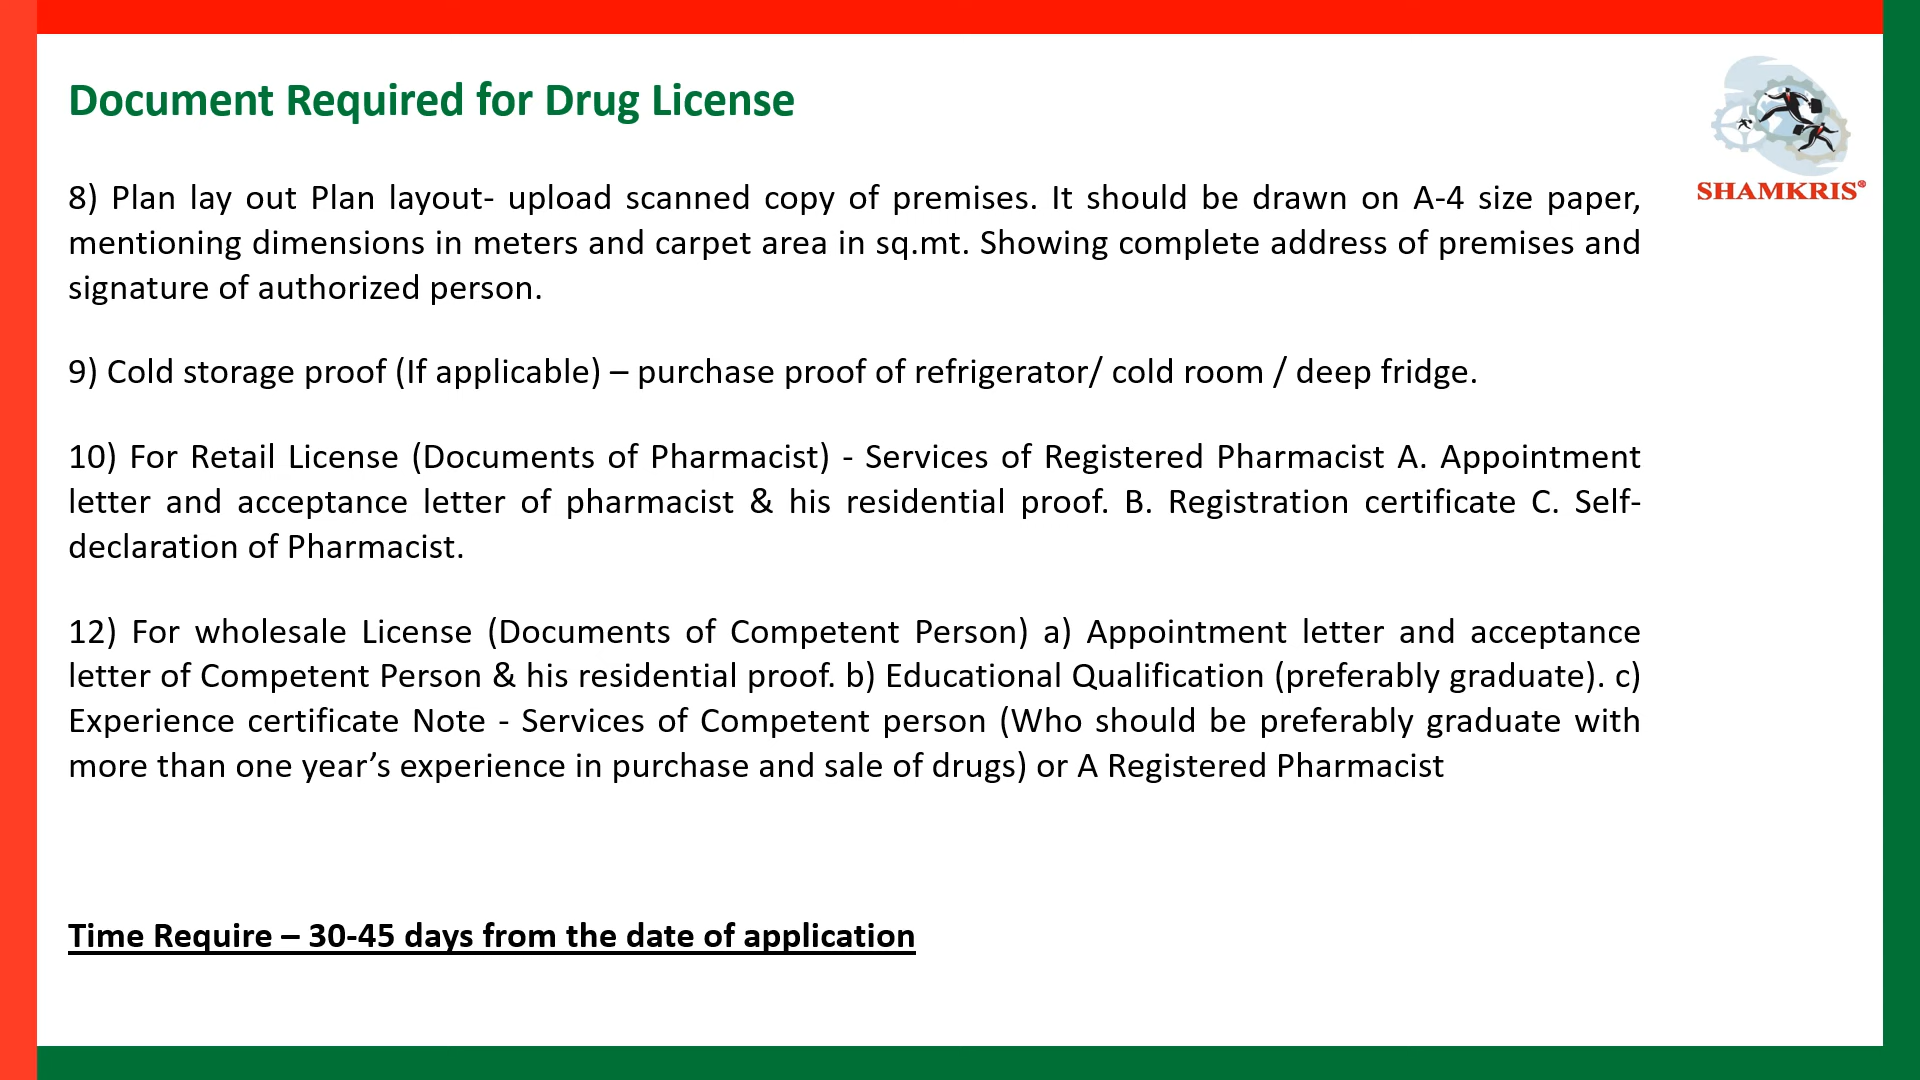 Document Required for Drug License
SHAMKRIS®
8) Plan lay out Plan layout- upload scanned copy of premises. It should be drawn on A-4 size paper,
mentioning dimensions in meters and carpet area in sq.mt. Showing complete address of premises and
signature of authorized person.
9) Cold storage proof (If applicable) – purchase proof of refrigerator/ cold room / deep fridge.
10) For Retail License (Documents of Pharmacist) - Services of Registered Pharmacist A. Appointment
letter and acceptance letter of pharmacist & his residential proof. B. Registration certificate C. Self-
declaration of Pharmacist.
12) For wholesale License (Documents of Competent Person) a) Appointment letter and acceptance
letter of Competent Person & his residential proof. b) Educational Qualification (preferably graduate). c)
Experience certificate Note - Services of Competent person (Who should be preferably graduate with
more than one year’s experience in purchase and sale of drugs) or A Registered Pharmacist
Time Require – 30-45 days from the date of application